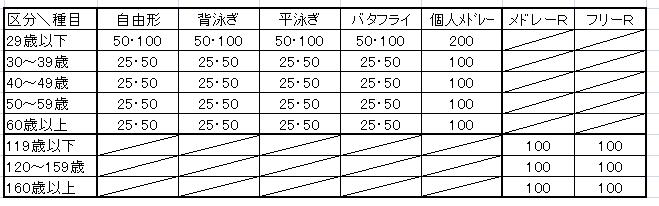 区分＼種目 自由形 背泳ぎ 平泳ぎ バタフライ 個人メドレー メドレーR フリーR
29歳以下 50・100 50・100 50・100 50・100 200
30～39歳 25・50 25・50 25・50 25・50 100
40～49歳 25・50 25・50 25・50 25・50 100
50～59歳 25・50 25・50 25・50 25・50 100
60歳以上 25・50 25・50 25・50 25・50 100
119歳以下 100 100
120～159歳 100 100
160歳以上 100 100